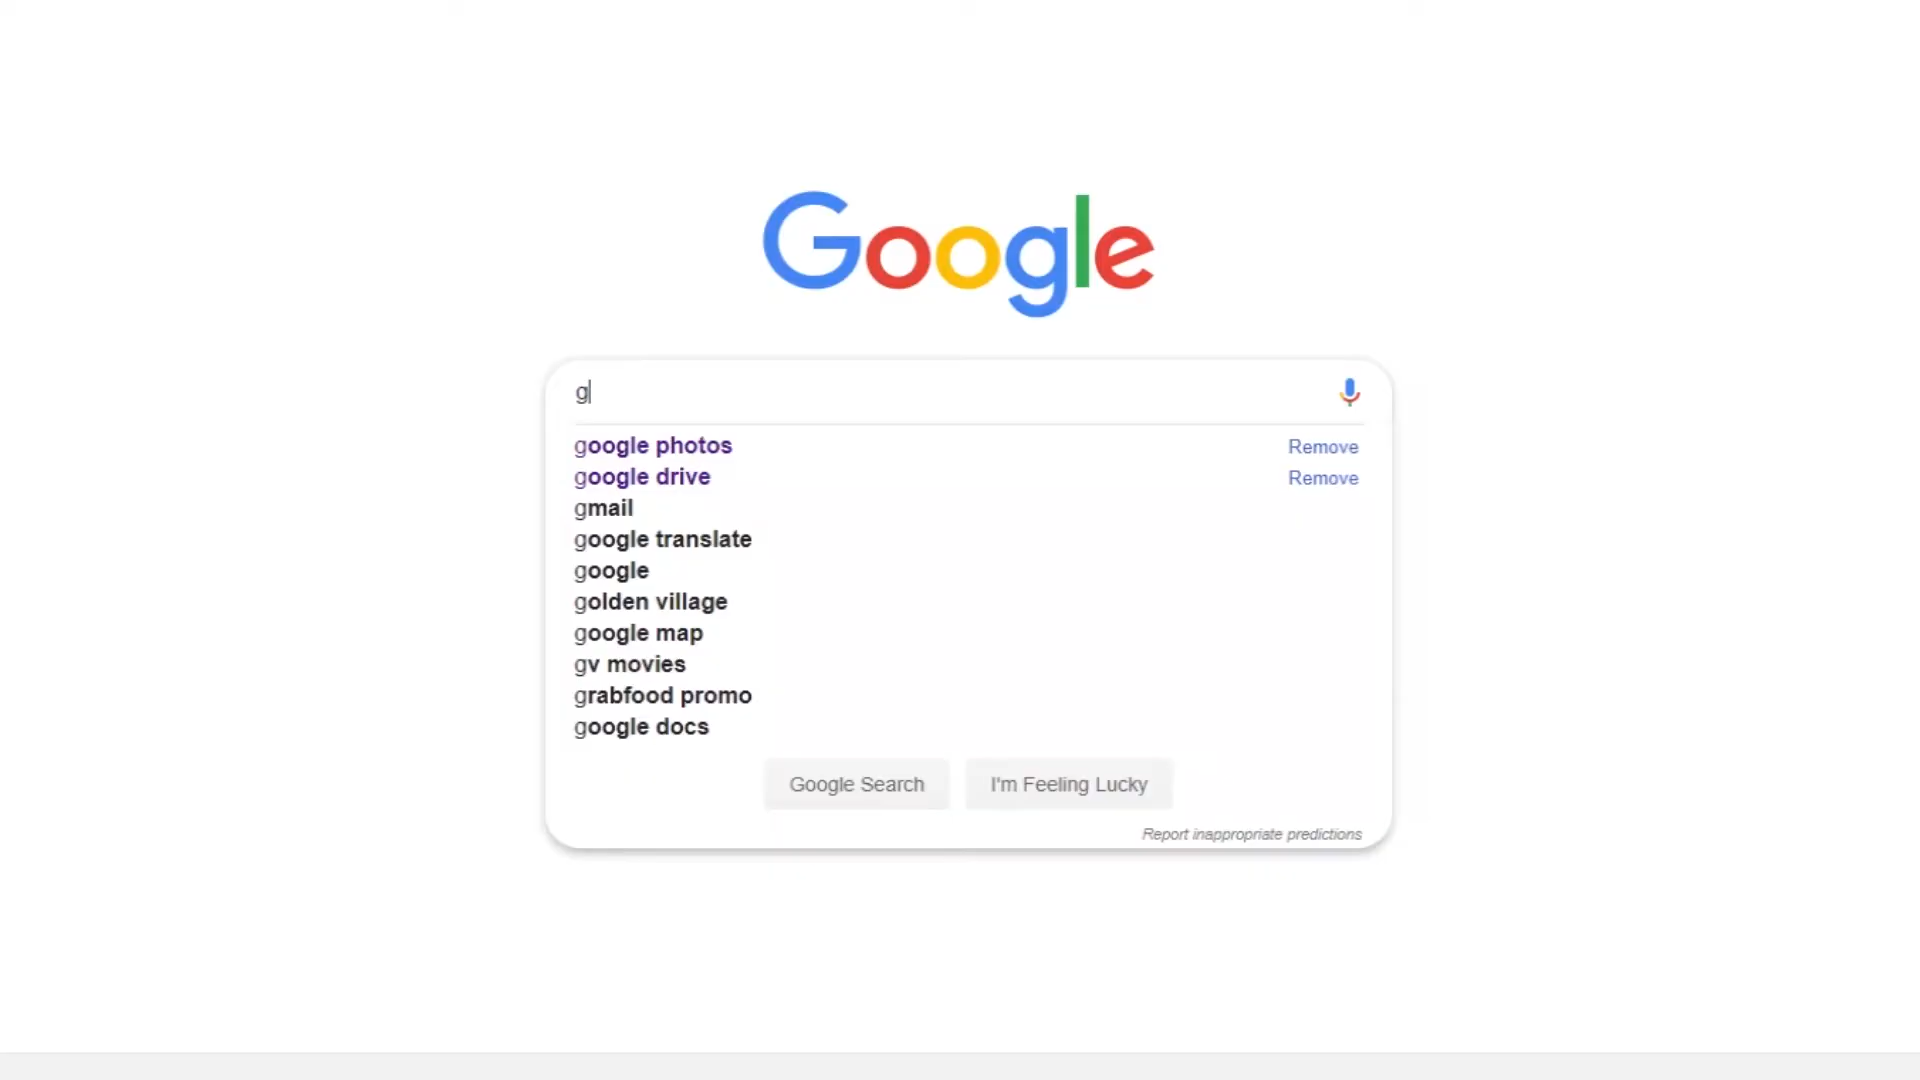 Google
g
google photos Remove
google drive Remove
gmail
google translate
google
golden village
google map
gv movies
grabfood promo
google docs
Google Search I'm Feeling Lucky
Report inappropriate predictions